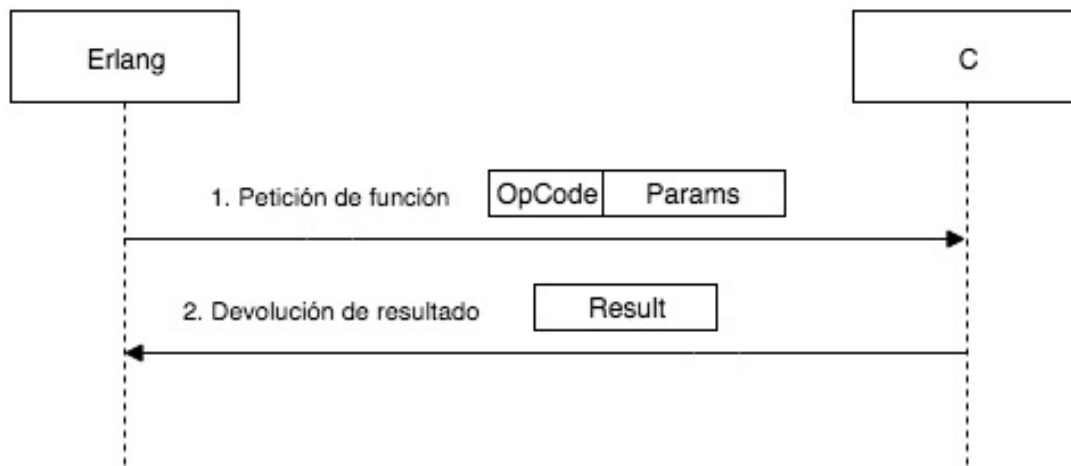 Erlang
C
1. Petición de función
OpCode
Params
2. Devolución de resultado
Result